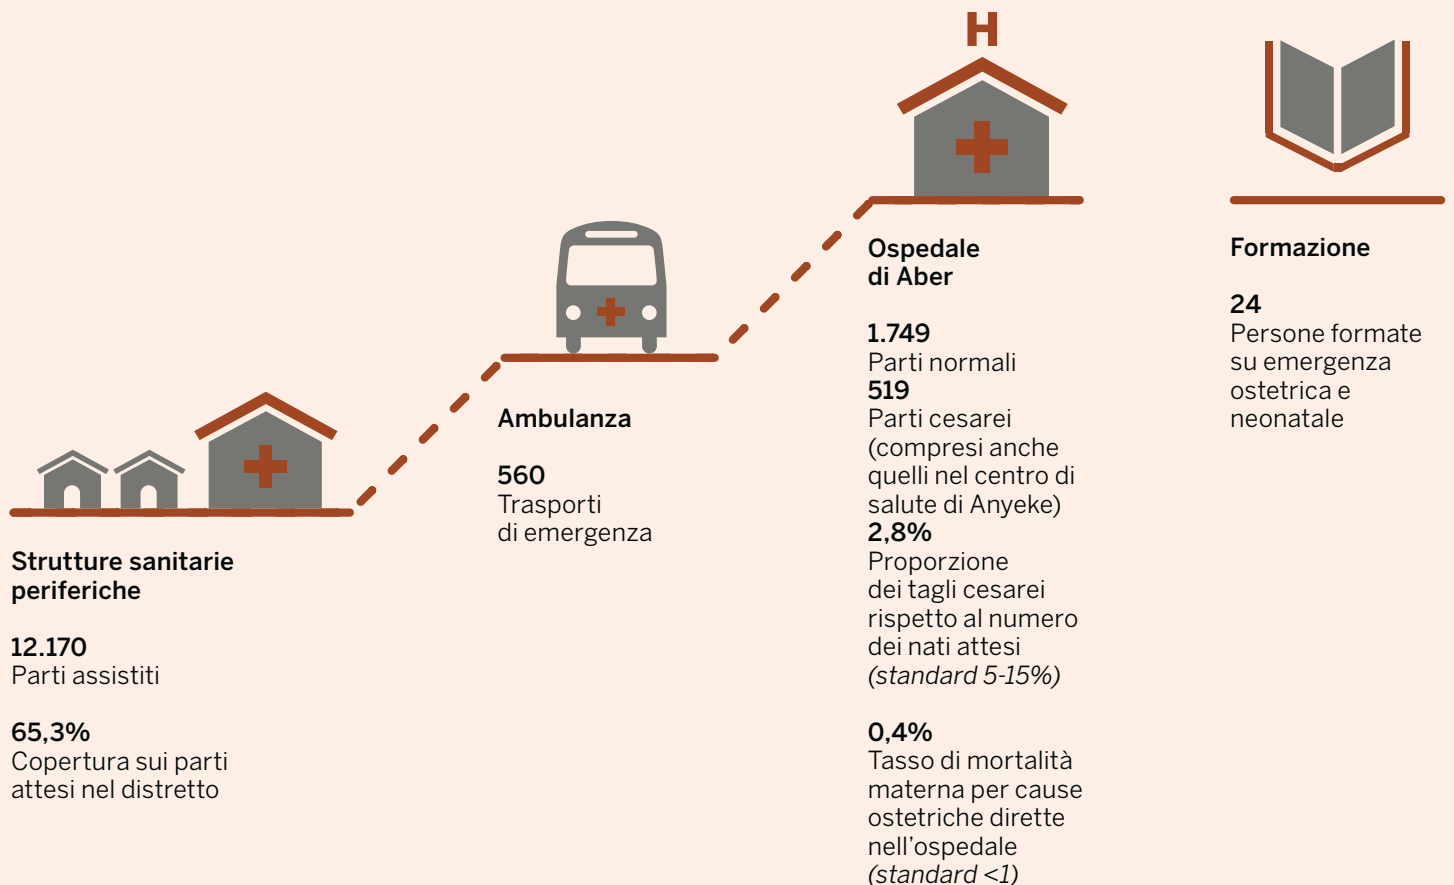 H
Strutture sanitarie
periferiche
12.170
Parti assistiti
65,3%
Copertura sui parti
attesi nel distretto
Ambulanza
560
Trasporti
di emergenza
Ospedale
di Aber
1.749
Parti normali
519
Parti cesarei
(compresi anche
quelli nel centro di
salute di Anyeke)
2,8%
Proporzione
dei tagli cesarei
rispetto al numero
dei nati attesi
(standard 5-15%)
0,4%
Tasso di mortalità
materna per cause
ostetriche dirette
nell’ospedale
(standard <1)
Formazione
24
Persone formate
su emergenza
ostetrica e
neonatale